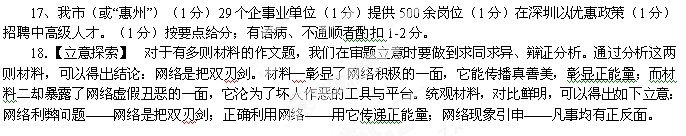 17、我市（或“惠州”）（1分）29个企事业单位（1分）提供500余岗位（1分）在深圳以优惠政策（1分）
招聘中高级人才。（1分）按要点给分；有语病、不通顺者酌扣1-2分。
18.【立意探索】 对于有多则材料的作文题，我们在审题立意时要做到求同求异、辩证分析。通过分析这两
则材料，可以得出结论：网络是把双刃剑。材料一彰显了网络积极的一面，它能传播真善美，彰显正能量；而材
料二却暴露了网络虚假丑恶的一面，它沦为了坏人作恶的工具与平台。统观材料，对比鲜明，可以得出如下立意：
网络利弊问题——网络是把双刃剑；正确利用网络——用它传递正能量；网络现象引申——凡事均有正反面。